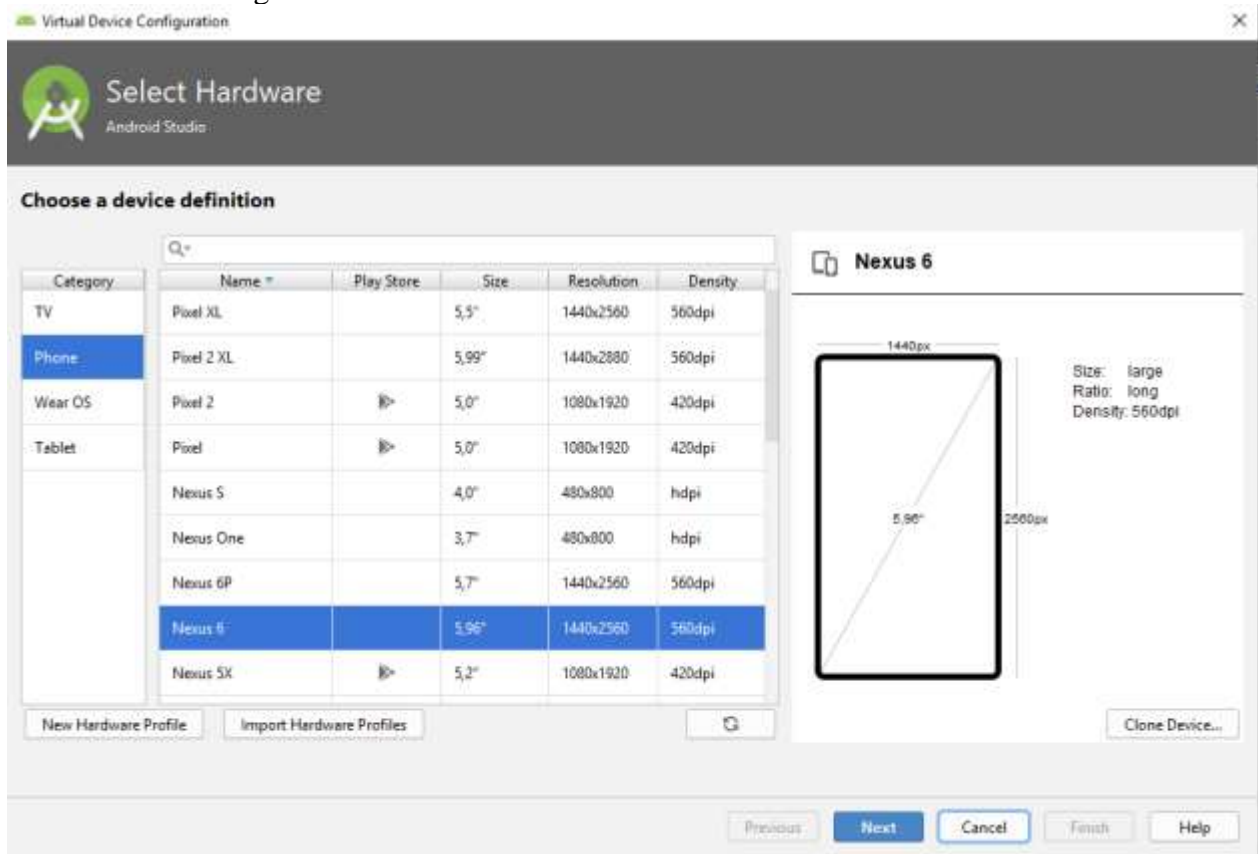 Virtual Device Configuration
Select Hardware
Android Studio
Choose a device definition
Category Name Play Store Size Resolution Density
TV
Phone
Wear OS
Tablet
Pixel XL 5,5" 1440x2560 560dpi
Pixel 2 XL 5,99" 1440x2880 560dpi
Pixel 2 5,0" 1080x1920 420dpi
Pixel 5,0" 1080x1920 420dpi
Nexus S 4,0" 480x800 hdpi
Nexus One 3,7" 480x800 hdpi
Nexus 6P 5,7" 1440x2560 560dpi
Nexus 6 5,96" 1440x2560 560dpi
Nexus 5X 5,2" 1080x1920 420dpi
New Hardware Profile Import Hardware Profiles
Nexus 6
1440px
Size: large
Ratio: long
Density: 560dpi
5,96" 2560px
Clone Device...
Previous Next Cancel Finish Help